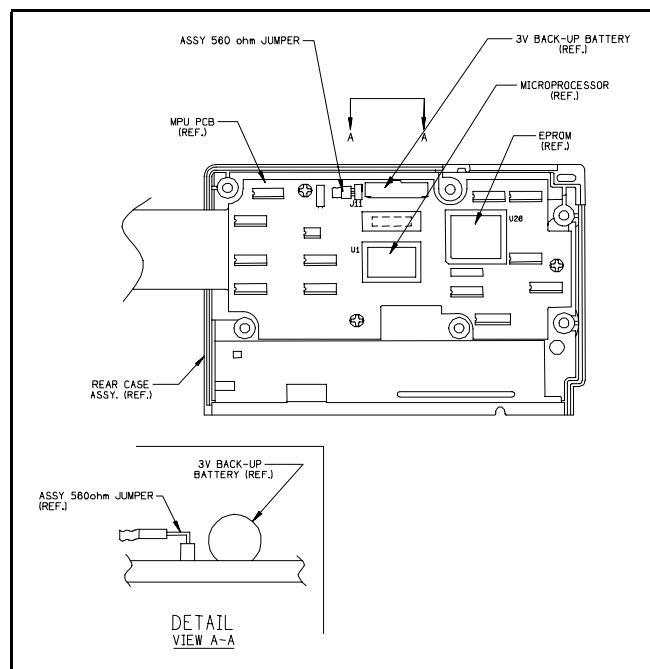 ASSY 560 ohm JUMPER
3V BACK-UP BATTERY
(REF.)
MICROPROCESSOR
(REF.)
MPU PCB
(REF.)
A
A
EPROM
(REF.)
J11
U1
U28
REAR CASE
ASSY. (REF.)
3V BACK-UP
BATTERY (REF.)
ASSY 560ohm JUMPER
(REF.)
DETAIL
VIEW A-A